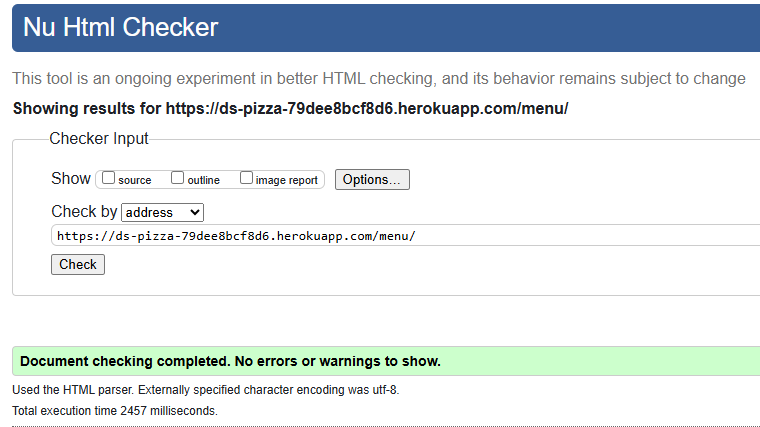 Nu Html Checker
This tool is an ongoing experiment in better HTML checking, and its behavior remains subject to change
Showing results for https://ds-pizza-79dee8bcf8d6.herokuapp.com/menu/
Checker Input
Show source outline image report Options...
Check by address
https://ds-pizza-79dee8bcf8d6.herokuapp.com/menu/
Check
Document checking completed. No errors or warnings to show.
Used the HTML parser. Externally specified character encoding was utf-8.
Total execution time 2457 milliseconds.